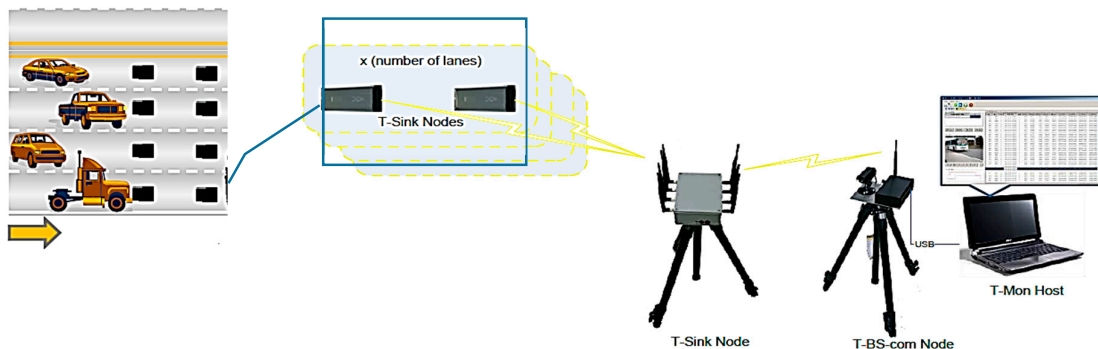 x (number of lanes)
T-Sink Nodes
USB
T-Mon Host
T-Sink Node
T-BS-com Node